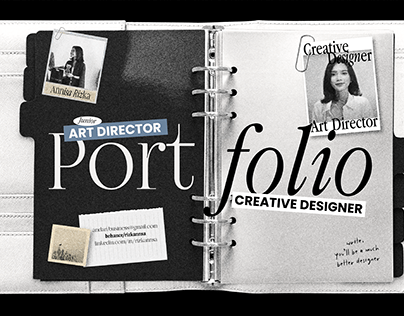 Annisa Rizka
Junior
ART DIRECTOR
Portfolio
Creative
Designer
Art Director
CREATIVE DESIGNER
behance/rizkannsa
linkedin.com/in/rizkannsa
write,
you'll be a much
better designer